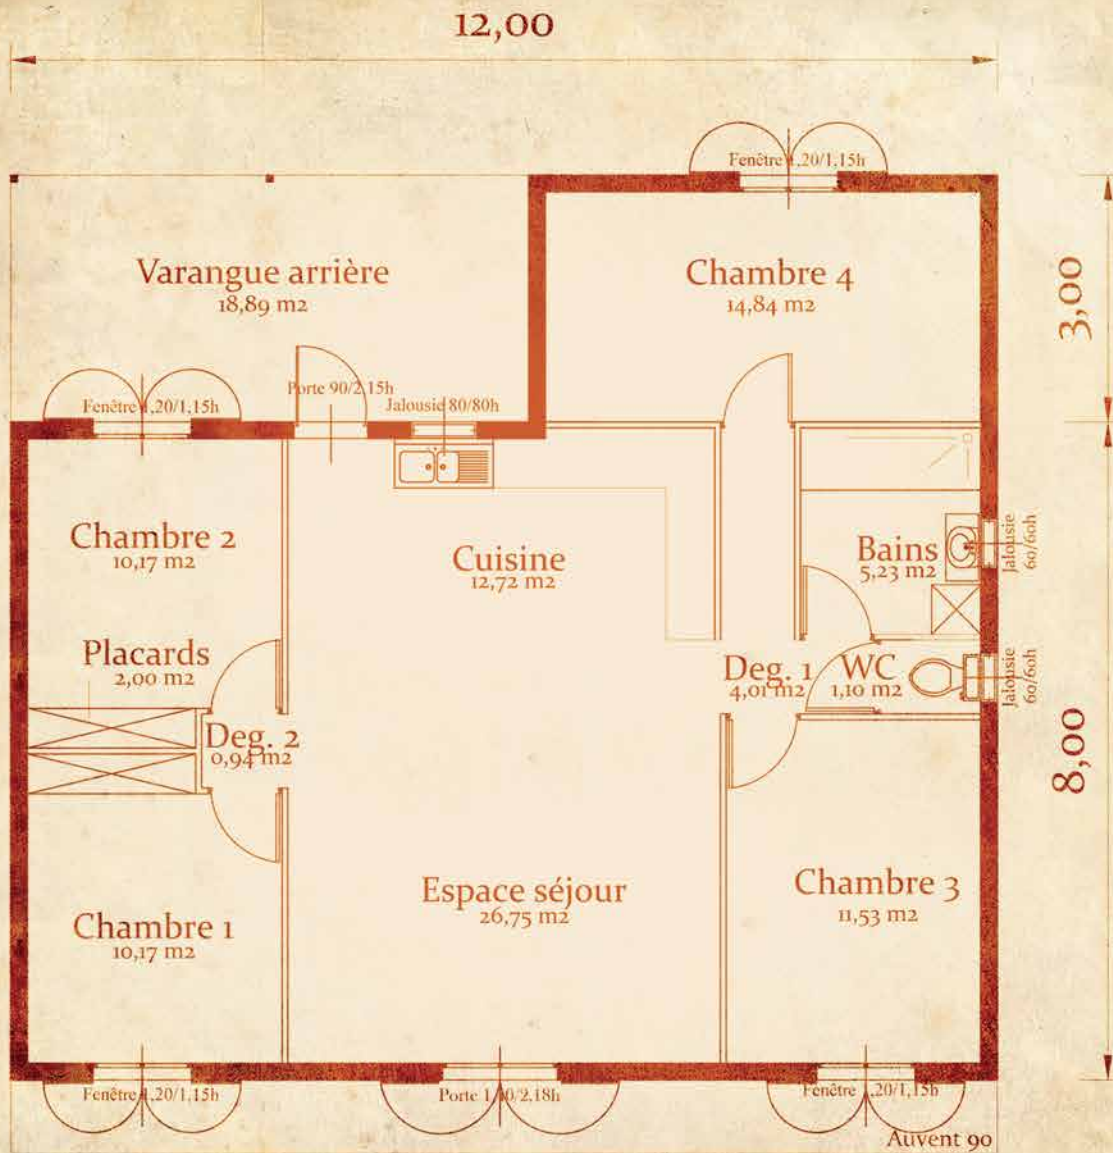 12,00
Fenêtre 1,20/1,15h
Varangue arrière
18,89 m2
Chambre 4
14,84 m2
3,00
Fenêtre 1,20/1,15h
Porte 90/2,15h
Jalousie 80/80h
Chambre 2
10,17 m2
Cuisine
12,72 m2
Bains
5,23 m2
Jalousie
60/60h
Placards
2,00 m2
Deg. 1
4,01 m2
WC
1,10 m2
Jalousie
60/60h
Deg. 2
0,94 m2
8,00
Espace séjour
26,75 m2
Chambre 3
11,53 m2
Chambre 1
10,17 m2
Fenêtre 1,20/1,15h
Porte 1,40/2,18h
Fenêtre 1,20/1,15h
Auvent 90